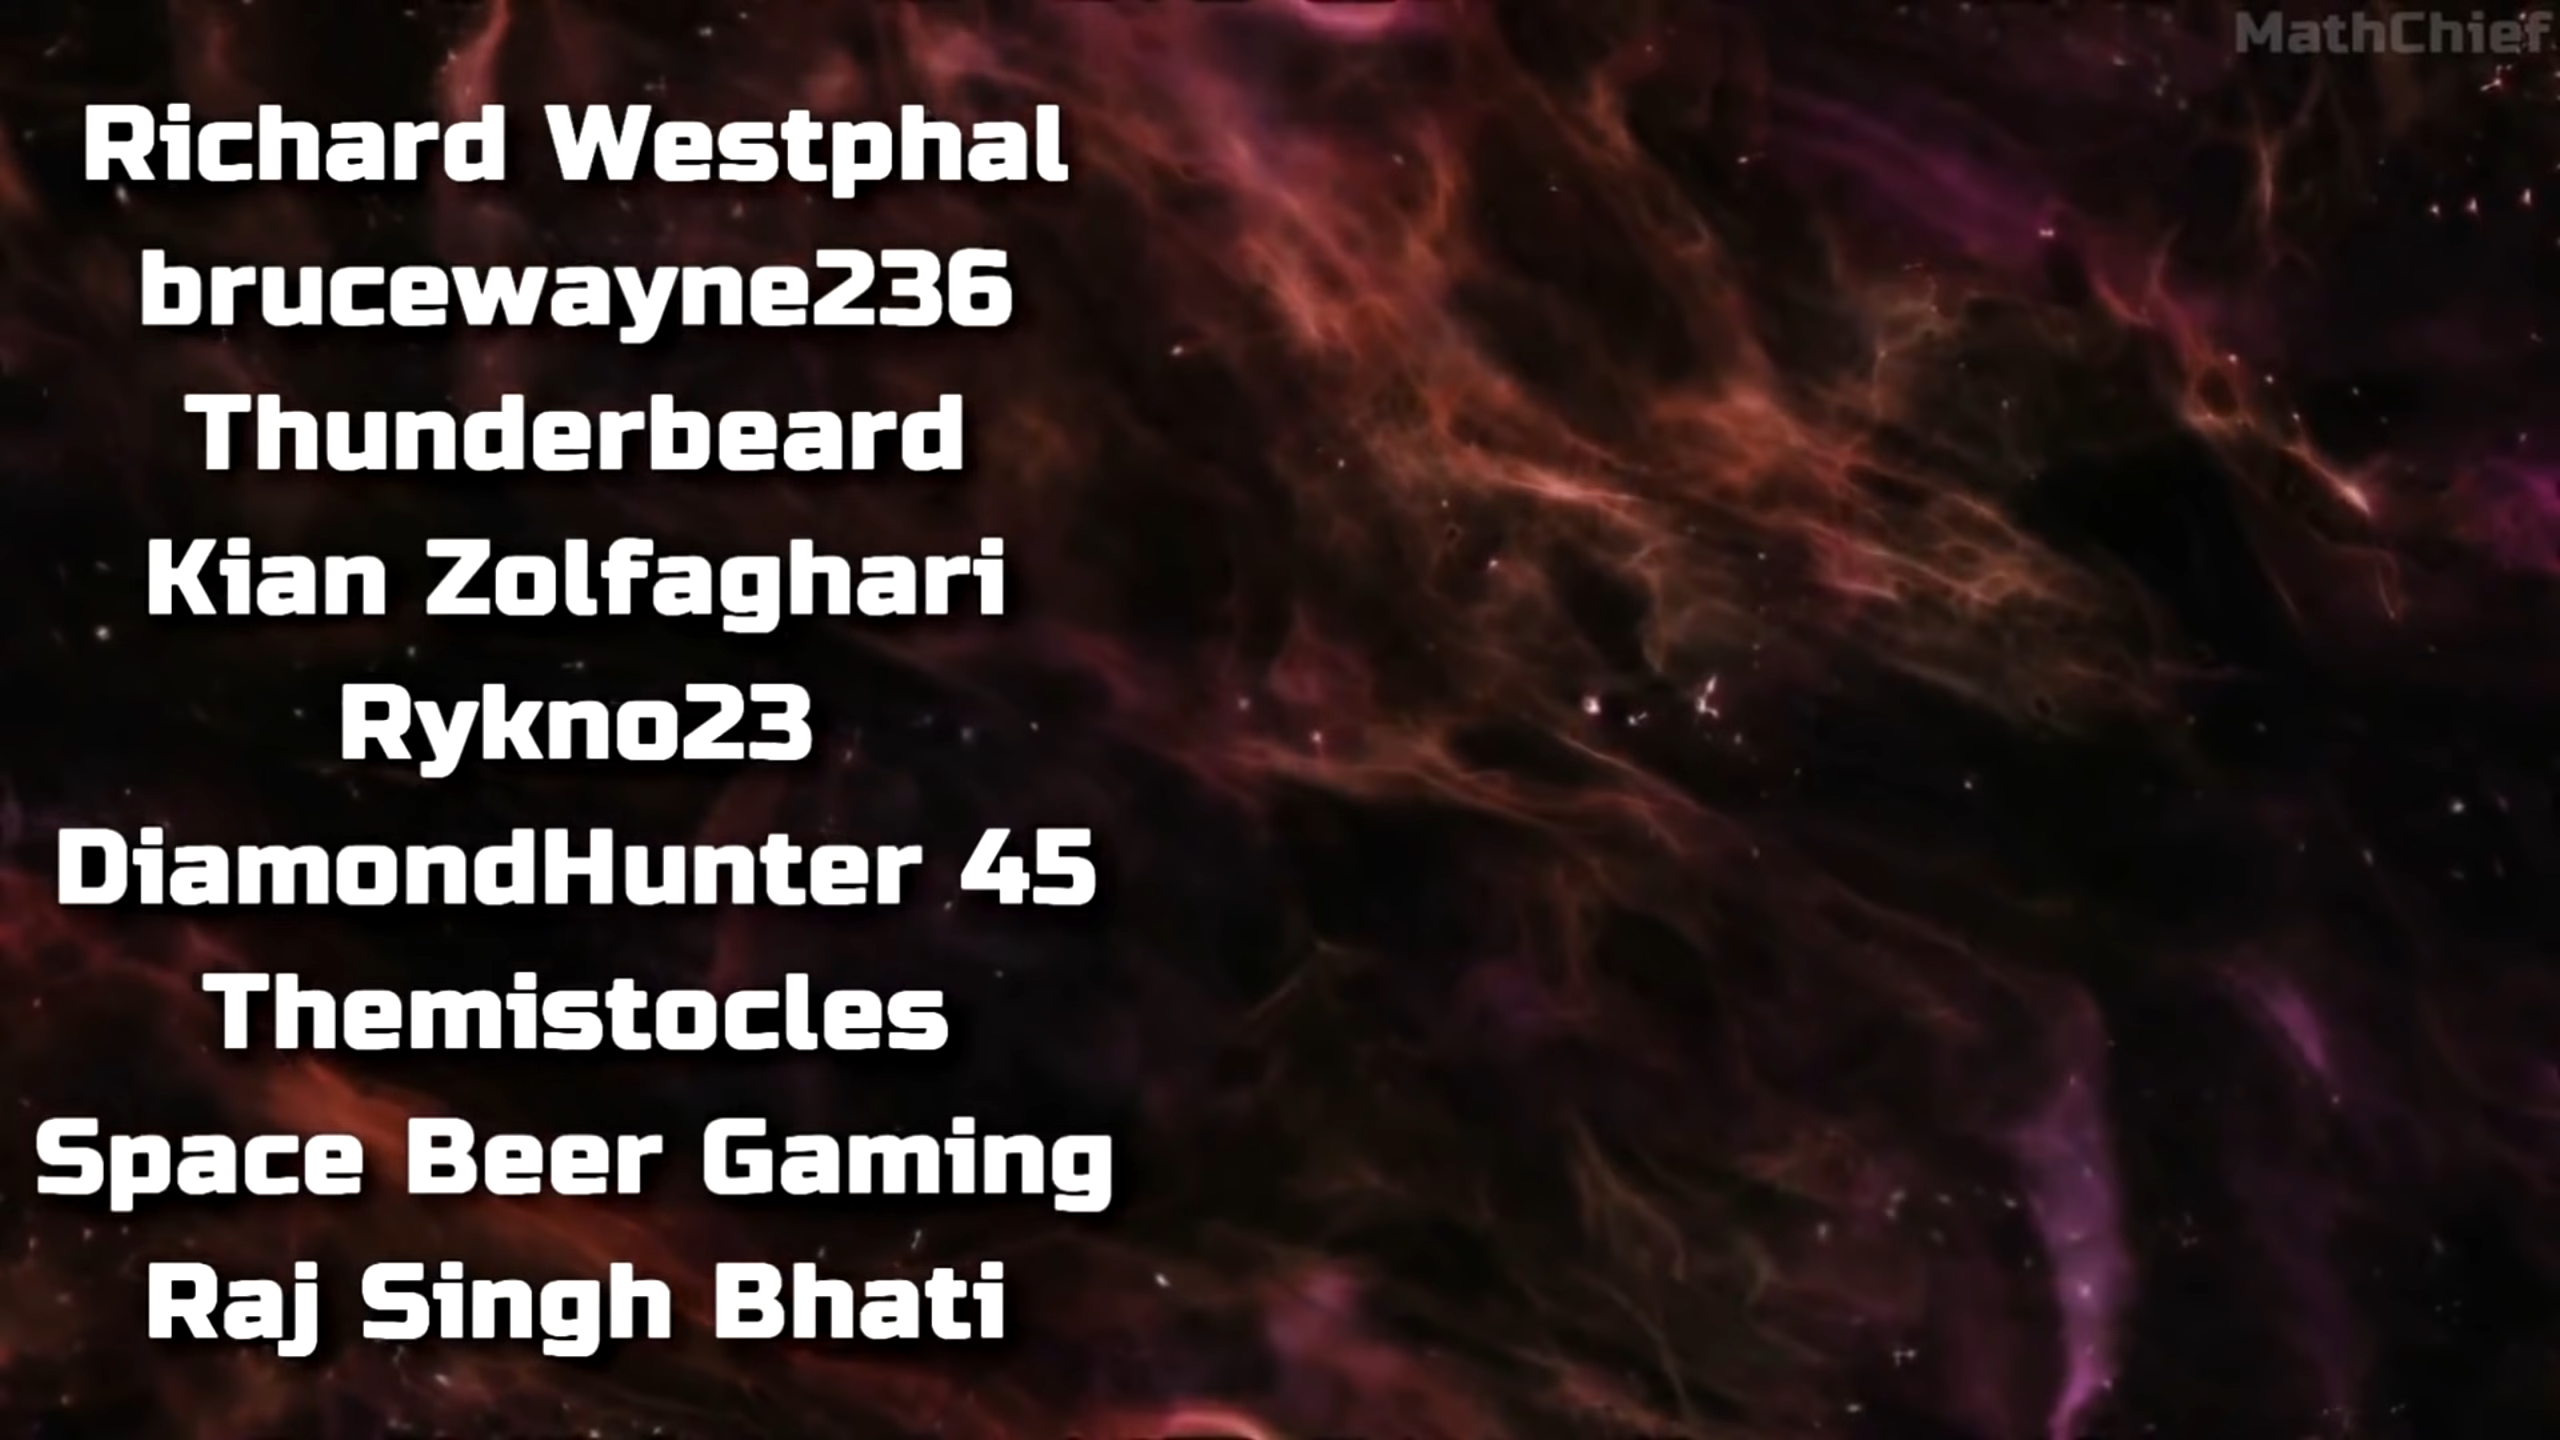 MathChief
Richard Westphal
brucewayne236
Thunderbeard
Kian Zolfaghari
Rykno23
DiamondHunter 45
Themistocles
Space Beer Gaming
Raj Singh Bhati